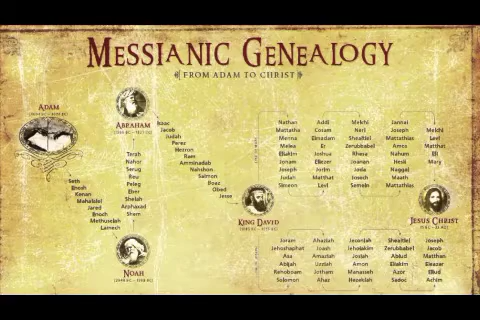 MESSIANIC GENEALOGY
FROM ADAM TO CHRIST
ADAM
Seth
Enosh
Kenan
Mahalalel
Jared
Enoch
Methuselah
Lamech
NOAH
ABRAHAM
Terah
Nahor
Serug
Reu
Peleg
Eber
Shelah
Arphaxad
Shem
Isaac
Jacob
Judah
Perez
Hezron
Ram
Amminadab
Nahshon
Salmon
Boaz
Obed
Jesse
KING DAVID
Nathan Addi Melchi Jannai
Mattatha Cosam Neri Joseph Melchi
Menna Elmadam Shealtiel Mattathias Levi
Melea Er Zerubbabel Amos Matthat
Eliakim Joshua Rhesa Nahum Eli
Jonam Eliezer Joanan Hesli Mary
Joseph Jorim Joda Naggai
Judah Matthat Josech Maath
Simeon Levi Semein Mattathias
JESUS CHRIST
Joram Ahaziah Jeconiah Shealtiel Joseph
Jehoshaphat Joash Jehoiakim Zerubbabel Jacob
Asa Amaziah Josiah Abiud Matthan
Abijah Uzziah Amon Eliakim Eleazar
Rehoboam Jotham Manasseh Azor Eliud
Solomon Ahaz Hezekiah Sadoc Achim